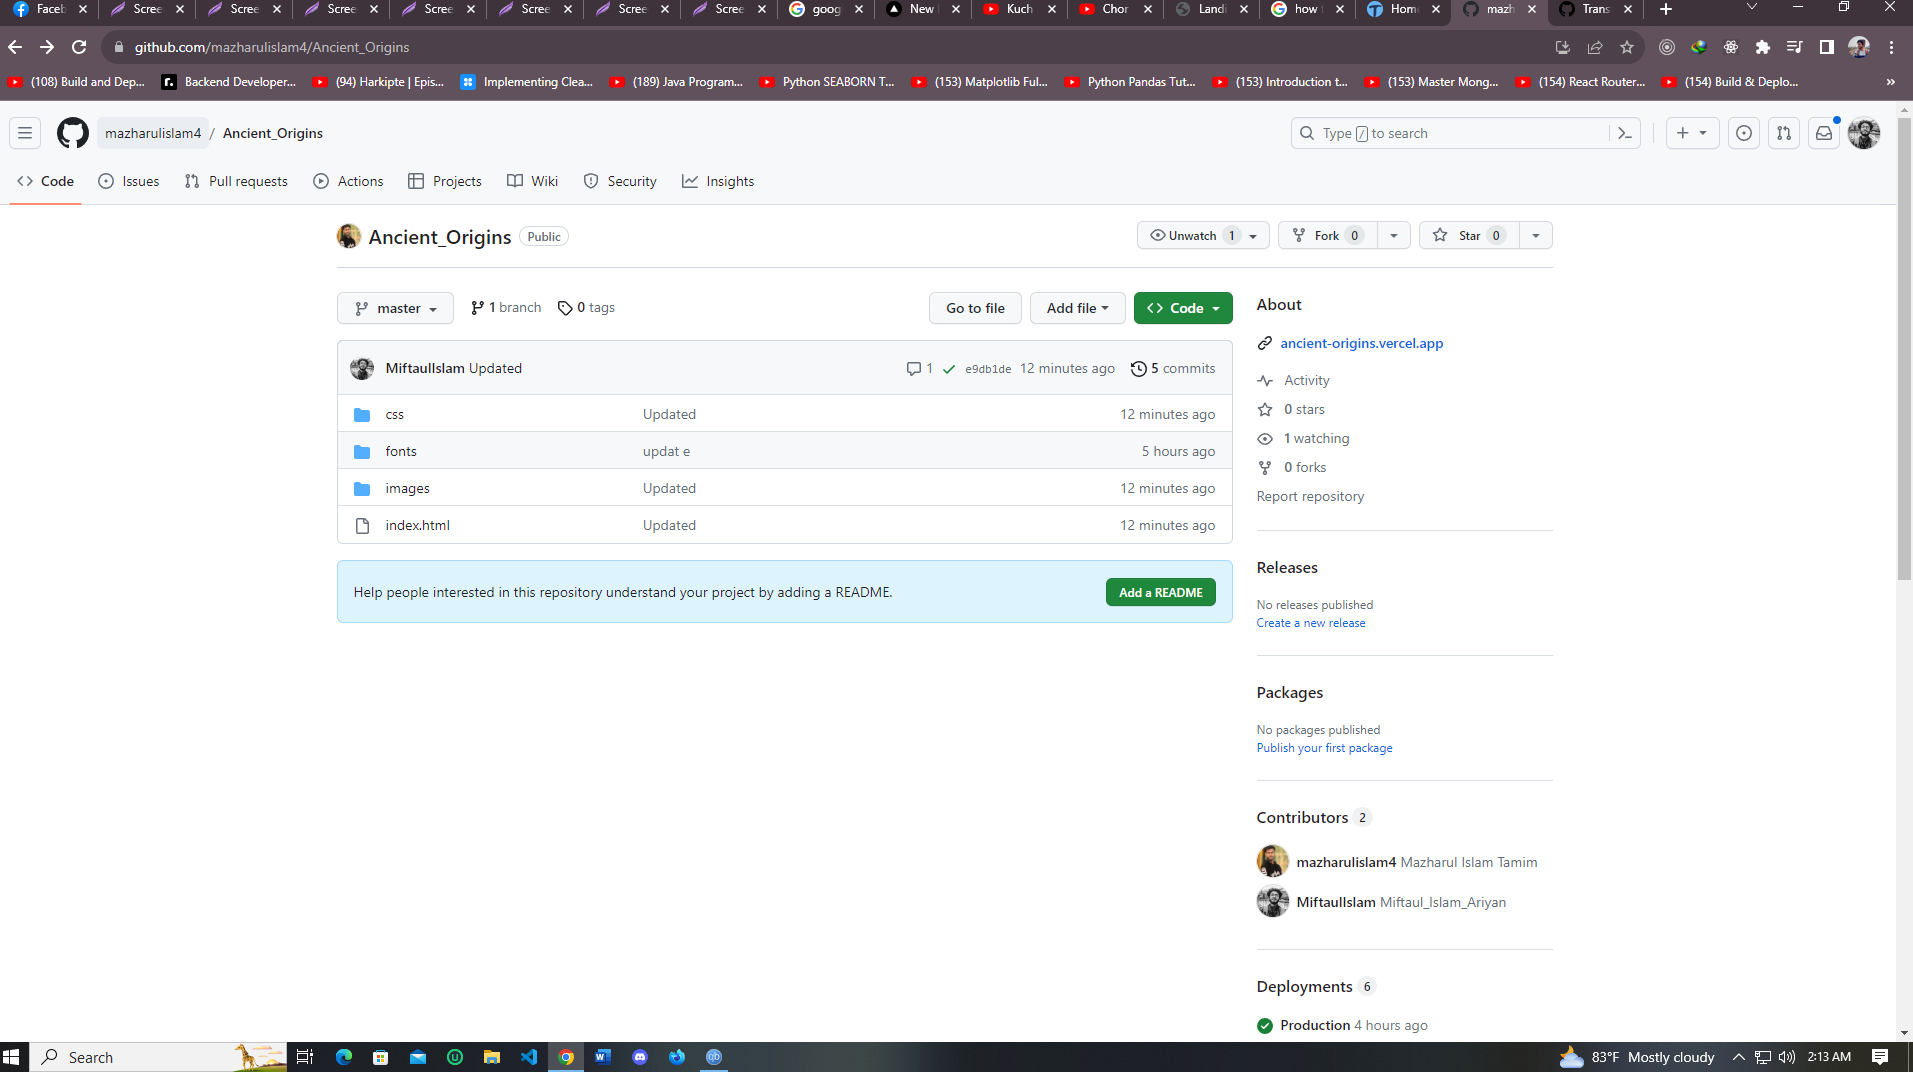 Faceb Scree Scree Scree Scree Scree Scree Scree goog New Kuch Chor Landi how Hom mazh Trans
github.com/mazharulislam4/Ancient_Origins
(108) Build and Dep... Backend Developer... (94) Harkipte | Epis... Implementing Clea... (189) Java Program... Python SEABORN T... (153) Matplotlib Ful... Python Pandas Tut... (153) Introduction t... (153) Master Mong... (154) React Router... (154) Build & Deplo... »
mazharulislam4 / Ancient_Origins Type / to search
Code Issues Pull requests Actions Projects Wiki Security Insights
Ancient_Origins Public Unwatch 1 Fork 0 Star 0
master 1 branch 0 tags Go to file Add file Code
MiftaulIslam Updated 1 e9db1de 12 minutes ago 5 commits
css Updated 12 minutes ago
fonts updat e 5 hours ago
images Updated 12 minutes ago
index.html Updated 12 minutes ago
Help people interested in this repository understand your project by adding a README. Add a README
About
ancient-origins.vercel.app
Activity
0 stars
1 watching
0 forks
Report repository
Releases
No releases published
Create a new release
Packages
No packages published
Publish your first package
Contributors 2
mazharulislam4 Mazharul Islam Tamim
MiftaulIslam Miftaul_Islam_Ariyan
Deployments 6
Production 4 hours ago
Search 83°F Mostly cloudy 2:13 AM